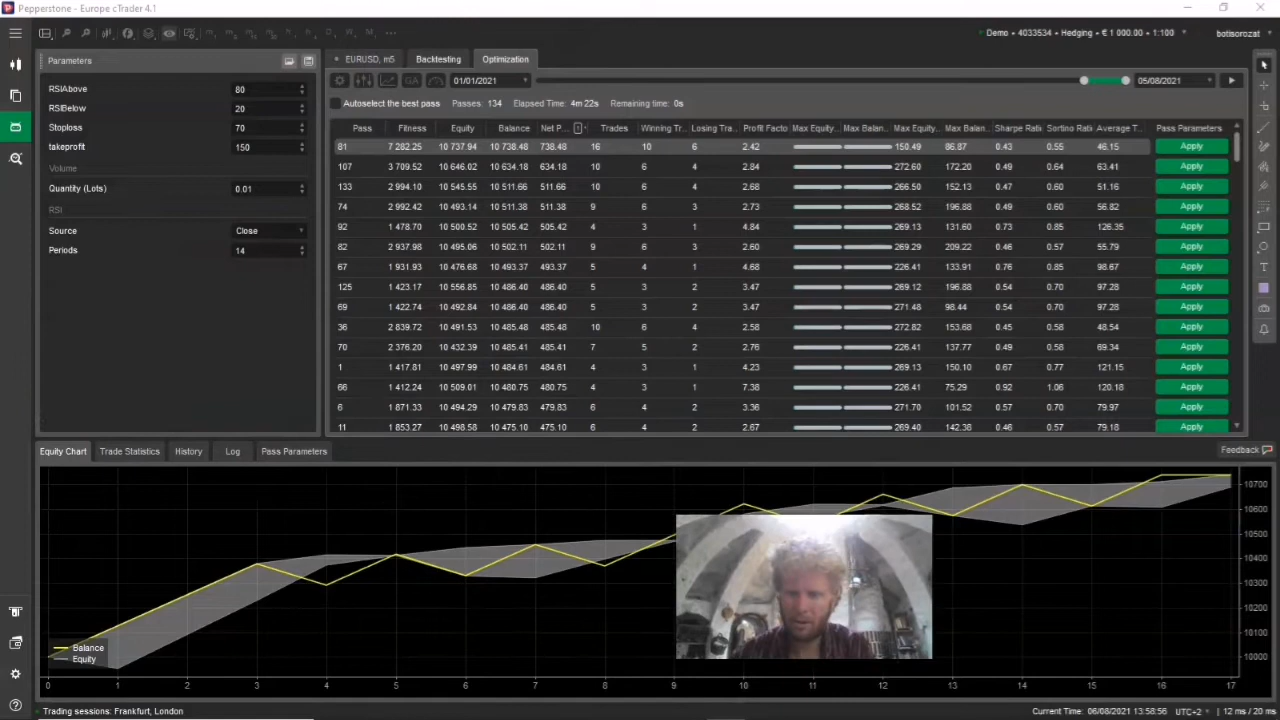 Pepperstone - Europe cTrader 4.1
Demo • 4033534 • Hedging • € 1 000.00 • 1:100
botisorozat
Parameters
RSIAbove 80
RSIBelow 20
Stoploss 70
takeprofit 150
Volume
Quantity (Lots) 0.01
RSI
Source Close
Periods 14
EURUSD, m5 Backtesting Optimization
GA 01/01/2021 05/08/2021
Autoselect the best pass Passes: 134 Elapsed Time: 4m 22s Remaining time: 0s
Pass Fitness Equity Balance Net P... 1 Trades Winning Tr... Losing Tra... Profit Facto Max Equity... Max Balan... Max Equity... Max Balan... Sharpe Rati Sortino Rati Average T... Pass Parameters
81 7 282.25 10 737.94 10 738.48 738.48 16 10 6 2.42 150.49 86.87 0.43 0.55 46.15 Apply
107 3 709.52 10 646.02 10 634.18 634.18 10 6 4 2.84 272.60 172.20 0.49 0.64 63.41 Apply
133 2 994.10 10 545.55 10 511.66 511.66 10 6 4 2.68 266.50 152.13 0.47 0.60 51.16 Apply
74 2 992.42 10 493.14 10 511.38 511.38 9 6 3 2.73 268.52 196.88 0.49 0.60 56.82 Apply
92 1 478.70 10 500.52 10 505.42 505.42 4 3 1 4.84 269.13 131.60 0.73 0.85 126.35 Apply
82 2 937.98 10 495.06 10 502.11 502.11 9 6 3 2.60 269.29 209.22 0.46 0.57 55.79 Apply
67 1 931.93 10 476.68 10 493.37 493.37 5 4 1 4.68 226.41 133.91 0.76 0.85 98.67 Apply
125 1 423.17 10 556.85 10 486.40 486.40 5 3 2 3.47 269.12 196.88 0.54 0.70 97.28 Apply
69 1 422.74 10 492.84 10 486.40 486.40 5 3 2 3.47 271.48 98.44 0.54 0.70 97.28 Apply
36 2 839.72 10 491.53 10 485.48 485.48 10 6 4 2.58 272.82 153.68 0.45 0.58 48.54 Apply
70 2 376.20 10 432.39 10 485.41 485.41 7 5 2 2.76 226.41 137.77 0.49 0.58 69.34 Apply
1 1 417.81 10 497.99 10 484.61 484.61 4 3 1 4.23 269.13 150.10 0.67 0.77 121.15 Apply
66 1 412.24 10 509.01 10 480.75 480.75 4 3 1 7.38 226.41 75.29 0.92 1.06 120.18 Apply
6 1 871.33 10 494.29 10 479.83 479.83 6 4 2 3.36 271.70 101.52 0.57 0.70 79.97 Apply
11 1 853.27 10 498.58 10 475.10 475.10 6 4 2 2.67 269.40 142.38 0.46 0.57 79.18 Apply
Equity Chart Trade Statistics History Log Pass Parameters Feedback
10700
10600
10500
10400
10300
10200
10100
10000
Balance
Equity
0 1 2 3 4 5 6 7 8 9 10 11 12 13 14 15 16 17
Trading sessions: Frankfurt, London Current Time: 06/08/2021 13:58:56 UTC+2 12 ms / 20 ms